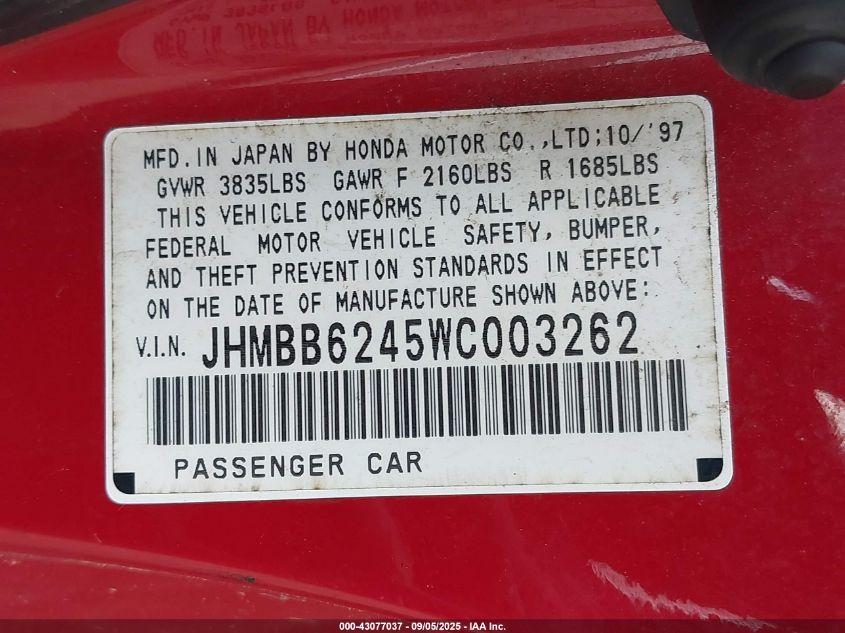 MFD.IN JAPAN BY HONDA MOTOR CO.,LTD;10/'97
GVWR 3835LBS GAWR F 2160LBS R 1685LBS
THIS VEHICLE CONFORMS TO ALL APPLICABLE
FEDERAL MOTOR VEHICLE SAFETY, BUMPER,
AND THEFT PREVENTION STANDARDS IN EFFECT
ON THE DATE OF MANUFACTURE SHOWN ABOVE:
V.I.N. JHMBB6245WC003262
PASSENGER CAR
000-43077037 - 09/05/2025 - IAA Inc.